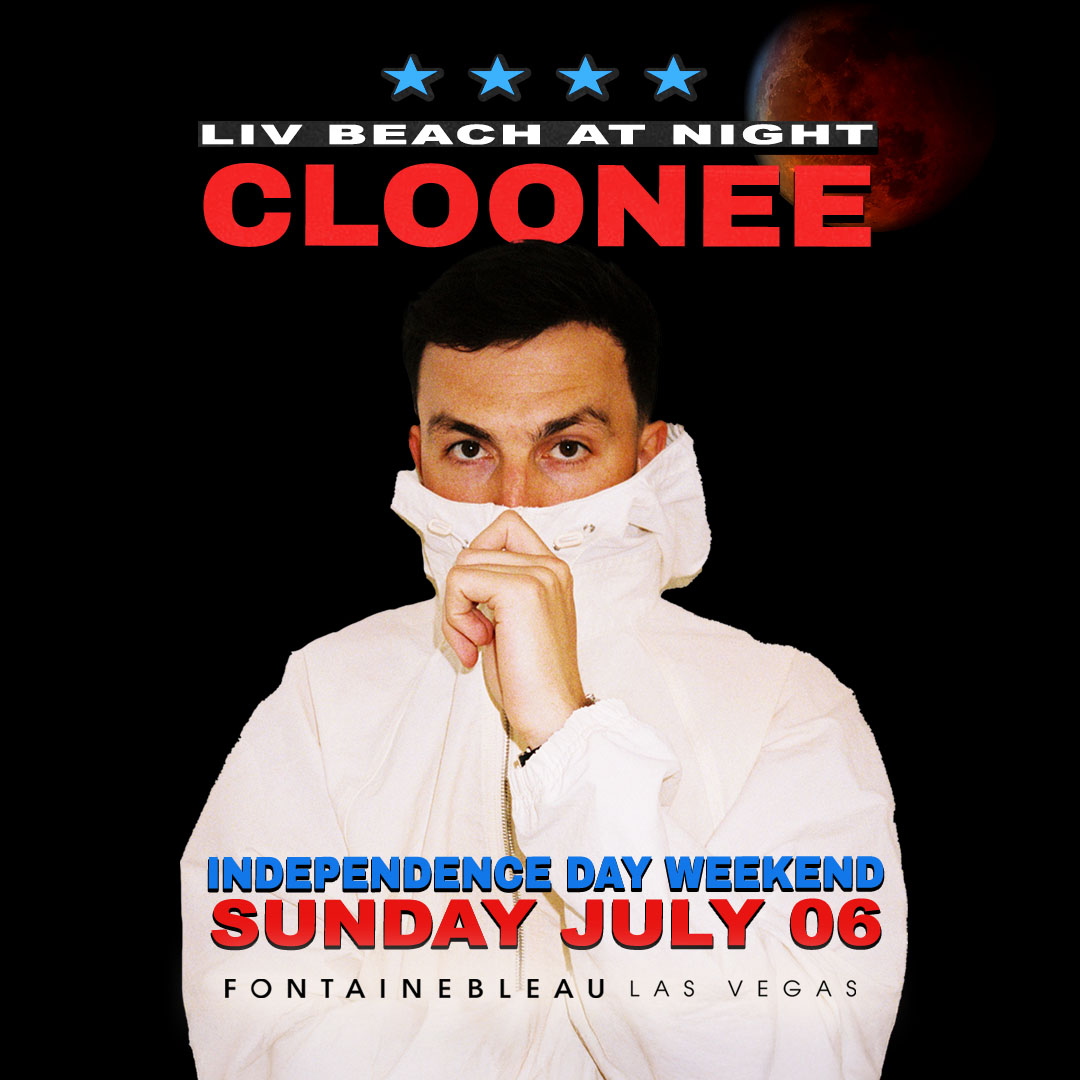 LIV BEACH AT NIGHT
CLOONEE
INDEPENDENCE DAY WEEKEND
SUNDAY JULY 06
FONTAINEBLEAU LAS VEGAS